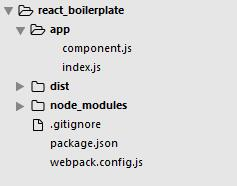 react_boilerplate
app
component.js
index.js
dist
node_modules
.gitignore
package.json
webpack.config.js